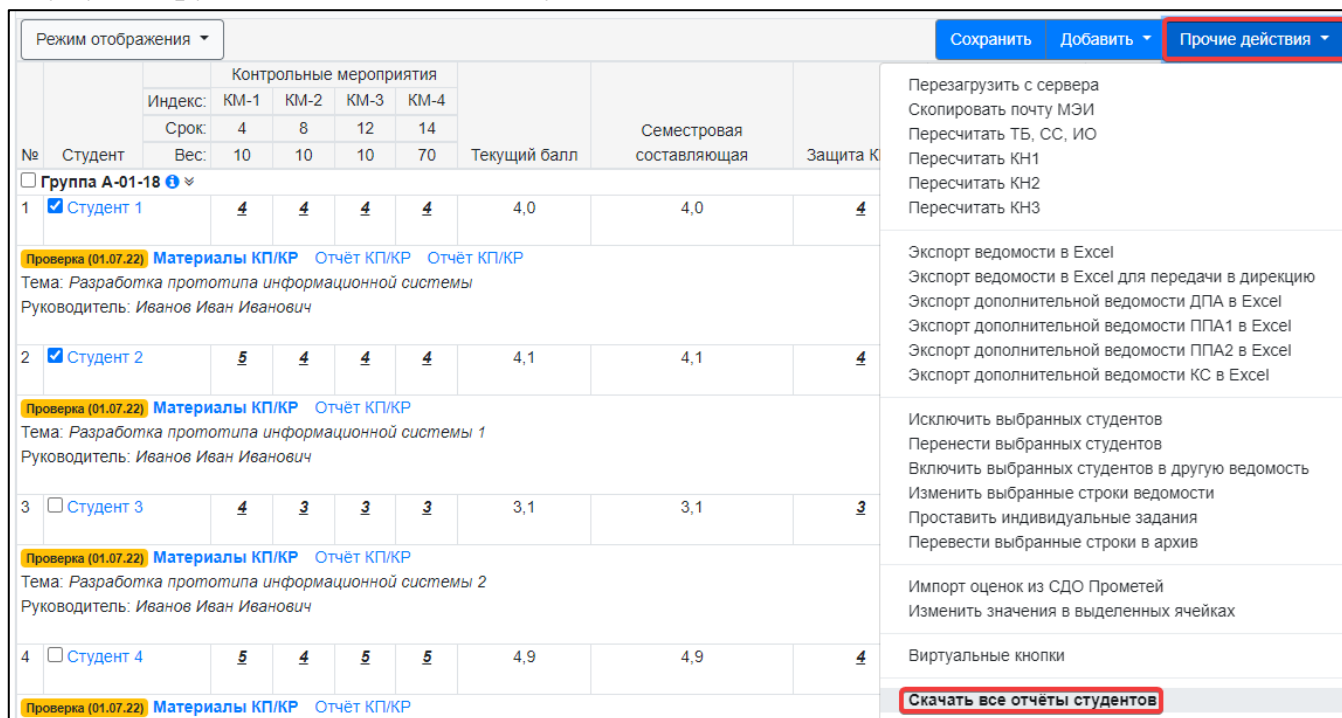 Режим отображения
Сохранить Добавить Прочие действия
Контрольные мероприятия
Индекс: КМ-1 КМ-2 КМ-3 КМ-4
Срок: 4 8 12 14 Семестровая
№ Студент Вес: 10 10 10 70 Текущий балл составляющая Защита К
Группа А-01-18
1 Студент 1 4 4 4 4 4,0 4,0 4
Проверка (01.07.22) Материалы КП/КР Отчёт КП/КР Отчёт КП/КР
Тема: Разработка прототипа информационной системы
Руководитель: Иванов Иван Иванович
2 Студент 2 5 4 4 4 4,1 4,1 4
Проверка (01.07.22) Материалы КП/КР Отчёт КП/КР
Тема: Разработка прототипа информационной системы 1
Руководитель: Иванов Иван Иванович
3 Студент 3 4 3 3 3 3,1 3,1 3
Проверка (01.07.22) Материалы КП/КР Отчёт КП/КР
Тема: Разработка прототипа информационной системы 2
Руководитель: Иванов Иван Иванович
4 Студент 4 5 4 5 5 4,9 4,9 4
Проверка (01.07.22) Материалы КП/КР Отчёт КП/КР
Перезагрузить с сервера
Скопировать почту МЭИ
Пересчитать ТБ, СС, ИО
Пересчитать КН1
Пересчитать КН2
Пересчитать КН3
Экспорт ведомости в Excel
Экспорт ведомости в Excel для передачи в дирекцию
Экспорт дополнительной ведомости ДПА в Excel
Экспорт дополнительной ведомости ППА1 в Excel
Экспорт дополнительной ведомости ППА2 в Excel
Экспорт дополнительной ведомости КС в Excel
Исключить выбранных студентов
Перенести выбранных студентов
Включить выбранных студентов в другую ведомость
Изменить выбранные строки ведомости
Проставить индивидуальные задания
Перевести выбранные строки в архив
Импорт оценок из СДО Прометей
Изменить значения в выделенных ячейках
Виртуальные кнопки
Скачать все отчёты студентов